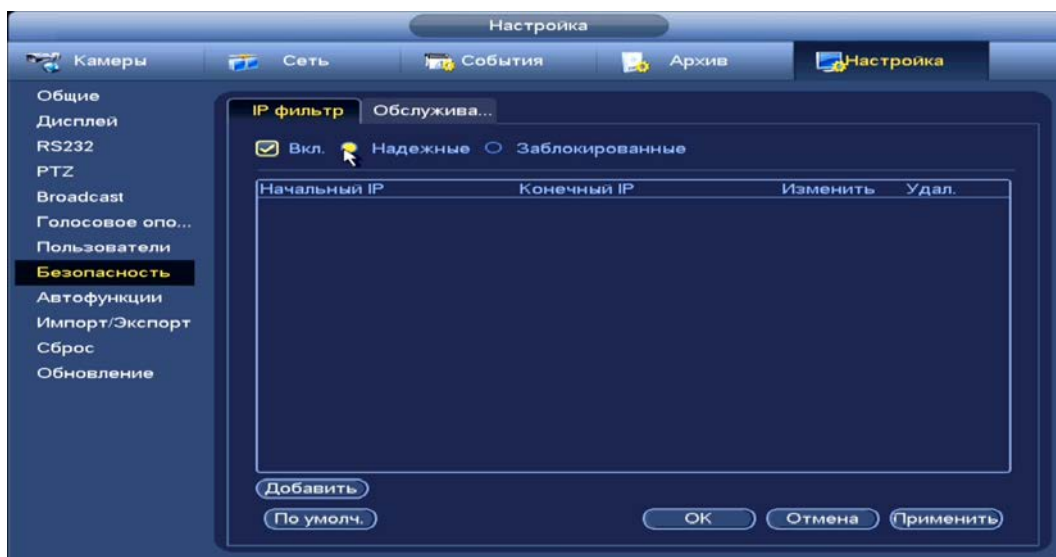 Настройка
Камеры Сеть События Архив Настройка
Общие
Дисплей
RS232
PTZ
Broadcast
Голосовое опо...
Пользователи
Безопасность
Автофункции
Импорт/Экспорт
Сброс
Обновление
IP фильтр Обслужива...
Вкл. Надежные Заблокированные
Начальный IP Конечный IP Изменить Удал.
Добавить
По умолч. OK Отмена Применить